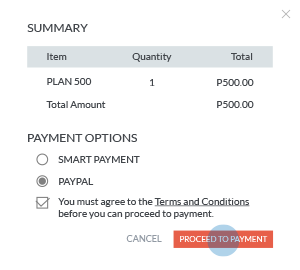 SUMMARY
Item Quantity Total
PLAN 500 1 P500.00
Total Amount P500.00
PAYMENT OPTIONS
SMART PAYMENT
PAYPAL
You must agree to the Terms and Conditions
before you can proceed to payment.
CANCEL PROCEED TO PAYMENT